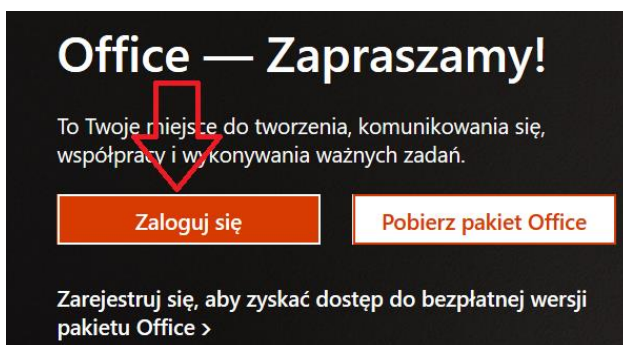 Office — Zapraszamy!
To Twoje miejsce do tworzenia, komunikowania się,
współpracy i wykonywania ważnych zadań.
Zaloguj się
Pobierz pakiet Office
Zarejestruj się, aby zyskać dostęp do bezpłatnej wersji
pakietu Office >